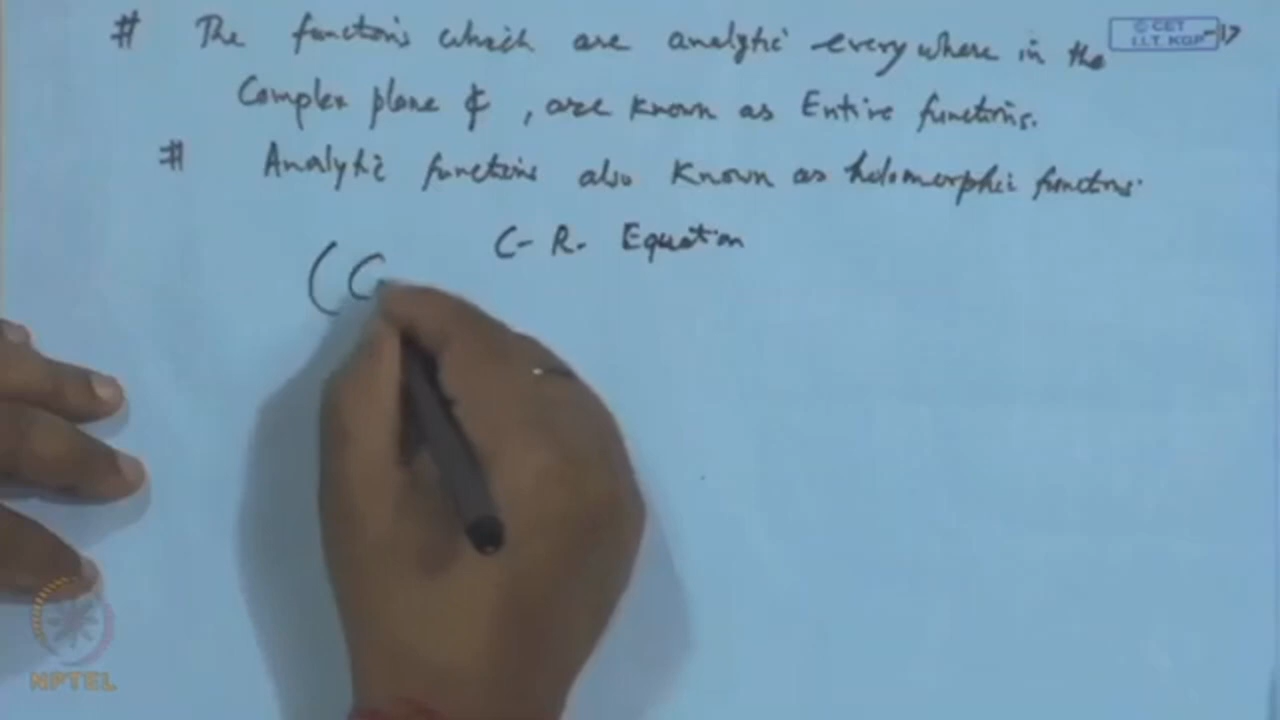 # The functions which are analytic everywhere in the
Complex plane ₵, are known as Entire functions.
# Analytic functions also known as holomorphic functions.
C-R. Equation
(C
© CET
I.I.T. KGP
-17
NPTEL